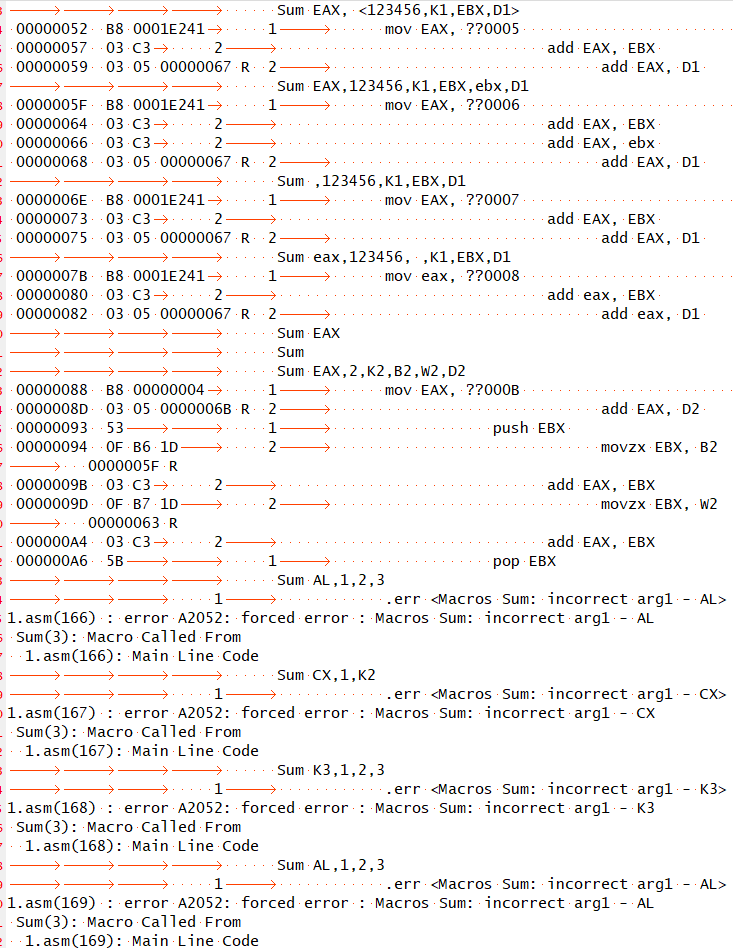 Sum EAX, <123456,K1,EBX,D1>
00000052 B8 0001E241 1 mov EAX, ??0005
00000057 03 C3 2 add EAX, EBX
00000059 03 05 00000067 R 2 add EAX, D1
Sum EAX,123456,K1,EBX,ebx,D1
0000005F B8 0001E241 1 mov EAX, ??0006
00000064 03 C3 2 add EAX, EBX
00000066 03 C3 2 add EAX, ebx
00000068 03 05 00000067 R 2 add EAX, D1
Sum ,123456,K1,EBX,D1
0000006E B8 0001E241 1 mov EAX, ??0007
00000073 03 C3 2 add EAX, EBX
00000075 03 05 00000067 R 2 add EAX, D1
Sum eax,123456, ,K1,EBX,D1
0000007B B8 0001E241 1 mov eax, ??0008
00000080 03 C3 2 add eax, EBX
00000082 03 05 00000067 R 2 add eax, D1
Sum EAX
Sum
Sum EAX,2,K2,B2,W2,D2
00000088 B8 00000004 1 mov EAX, ??000B
0000008D 03 05 0000006B R 2 add EAX, D2
00000093 53 1 push EBX
00000094 0F B6 1D 2 movzx EBX, B2
0000005F R
0000009B 03 C3 2 add EAX, EBX
0000009D 0F B7 1D 2 movzx EBX, W2
00000063 R
000000A4 03 C3 2 add EAX, EBX
000000A6 5B 1 pop EBX
Sum AL,1,2,3
1 .err <Macros Sum: incorrect arg1 - AL>
1.asm(166) : error A2052: forced error : Macros Sum: incorrect arg1 - AL
Sum(3): Macro Called From
1.asm(166): Main Line Code
Sum CX,1,K2
1 .err <Macros Sum: incorrect arg1 - CX>
1.asm(167) : error A2052: forced error : Macros Sum: incorrect arg1 - CX
Sum(3): Macro Called From
1.asm(167): Main Line Code
Sum K3,1,2,3
1 .err <Macros Sum: incorrect arg1 - K3>
1.asm(168) : error A2052: forced error : Macros Sum: incorrect arg1 - K3
Sum(3): Macro Called From
1.asm(168): Main Line Code
Sum AL,1,2,3
1 .err <Macros Sum: incorrect arg1 - AL>
1.asm(169) : error A2052: forced error : Macros Sum: incorrect arg1 - AL
Sum(3): Macro Called From
1.asm(169): Main Line Code